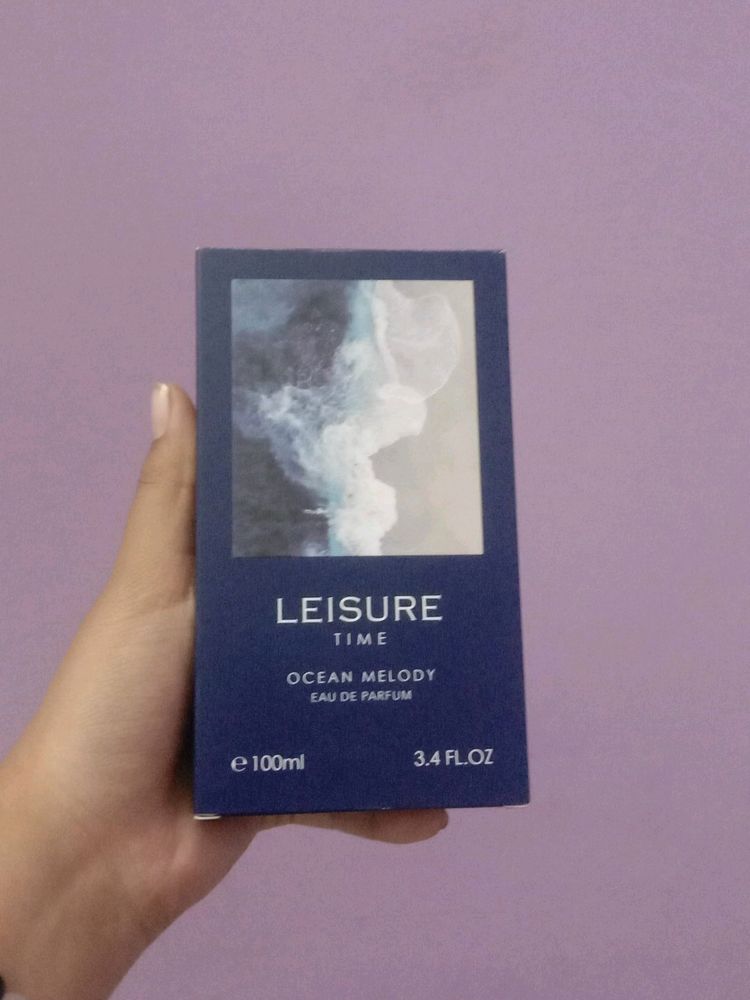 LEISURE
TIME
OCEAN MELODY
EAU DE PARFUM
℮100ml 3.4 FL.OZ